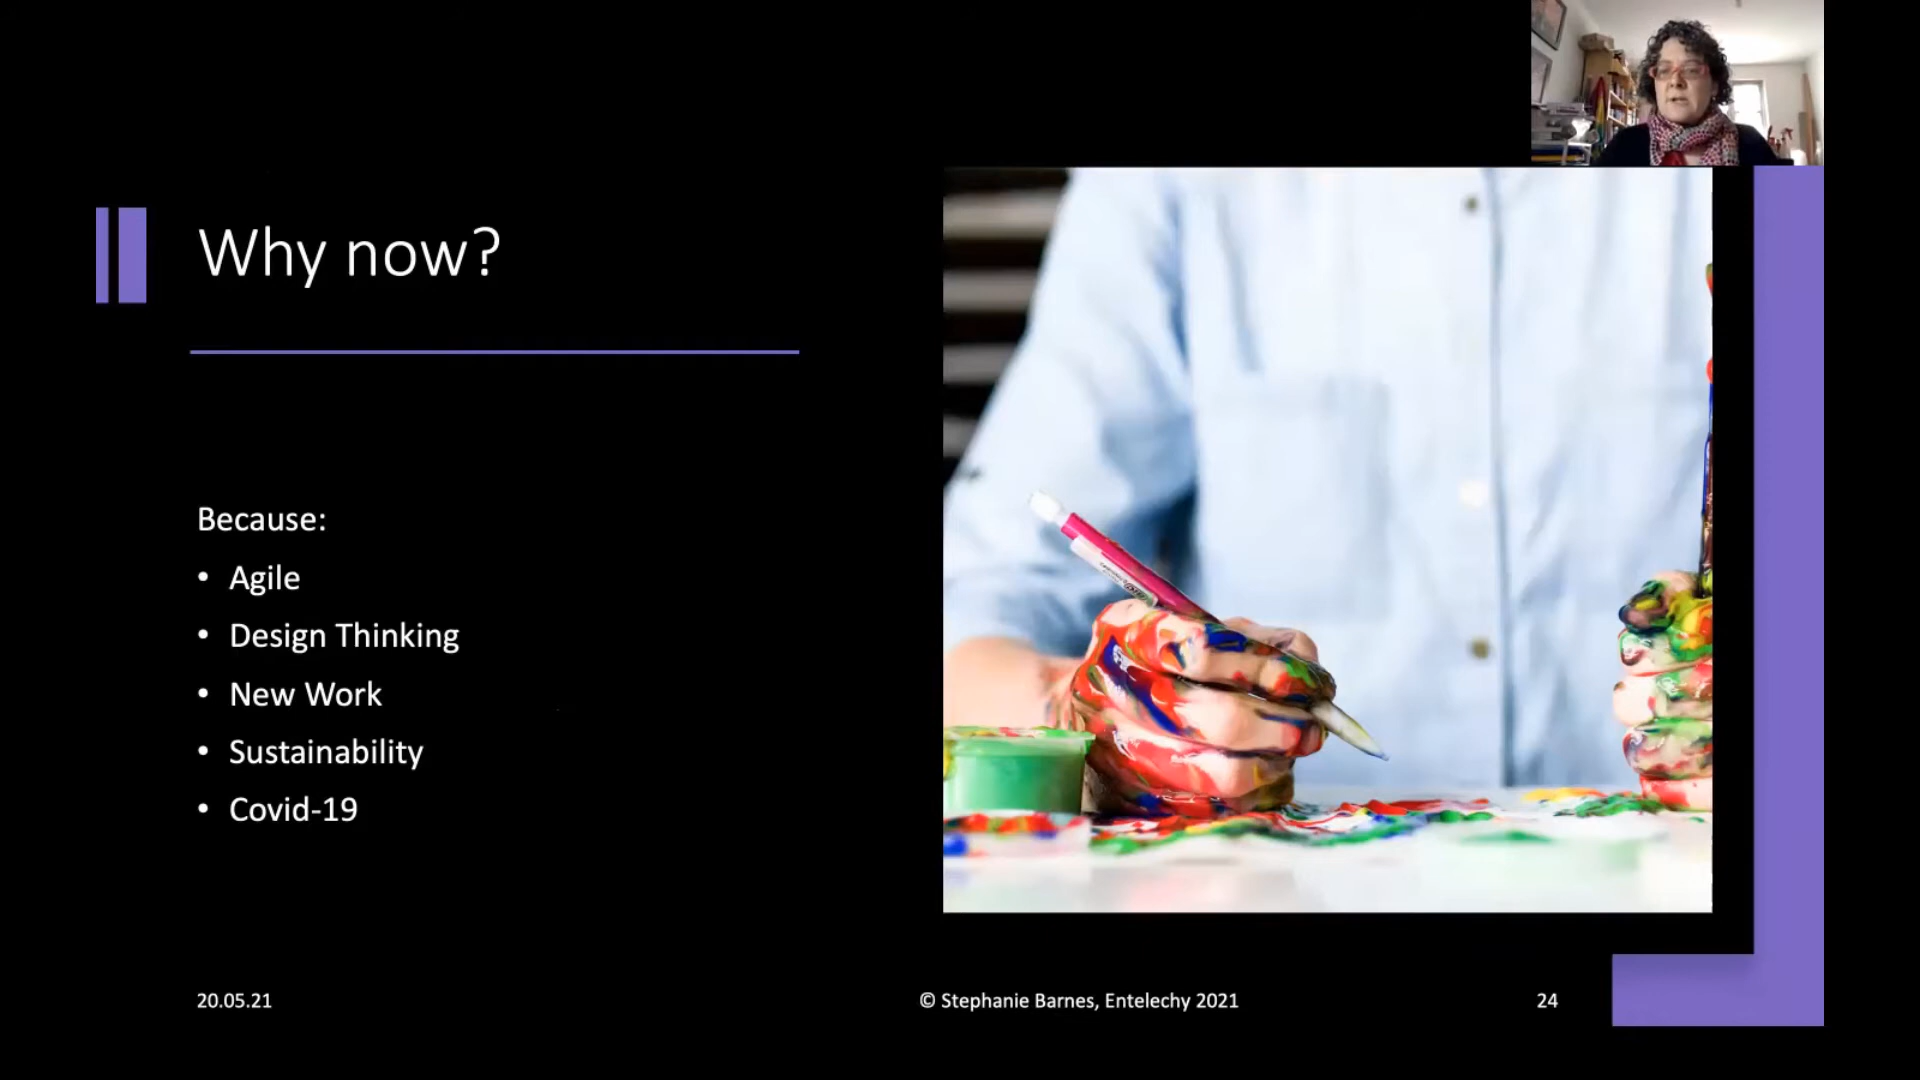 Why now?
Because:
• Agile
• Design Thinking
• New Work
• Sustainability
• Covid-19
20.05.21
© Stephanie Barnes, Entelechy 2021
24